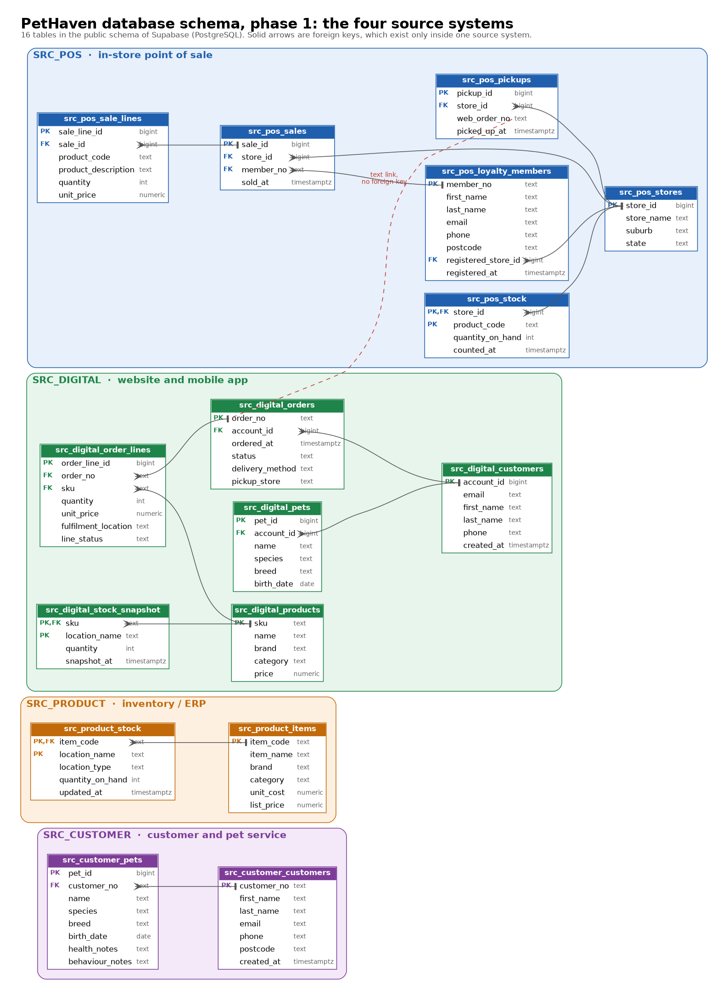 PetHaven database schema, phase 1: the four source systems
16 tables in the public schema of Supabase (PostgreSQL). Solid arrows are foreign keys, which exist only inside one source system.
SRC_POS · in-store point of sale
src_pos_pickups
PK pickup_id bigint
FK store_id bigint
web_order_no text
picked_up_at timestamptz
src_pos_sale_lines
PK sale_line_id bigint
FK sale_id bigint
product_code text
product_description text
quantity int
unit_price numeric
src_pos_sales
PK sale_id bigint
FK store_id bigint
FK member_no text
sold_at timestamptz
text link,
no foreign key
src_pos_loyalty_members
PK member_no text
first_name text
last_name text
email text
phone text
postcode text
FK registered_store_id bigint
registered_at timestamptz
src_pos_stores
PK store_id bigint
store_name text
suburb text
state text
src_pos_stock
PK,FK store_id bigint
PK product_code text
quantity_on_hand int
counted_at timestamptz
SRC_DIGITAL · website and mobile app
src_digital_orders
PK order_no text
FK account_id bigint
ordered_at timestamptz
status text
delivery_method text
pickup_store text
src_digital_order_lines
PK order_line_id bigint
FK order_no text
FK sku text
quantity int
unit_price numeric
fulfilment_location text
line_status text
src_digital_customers
PK account_id bigint
email text
first_name text
last_name text
phone text
created_at timestamptz
src_digital_pets
PK pet_id bigint
FK account_id bigint
name text
species text
breed text
birth_date date
src_digital_stock_snapshot
PK,FK sku text
PK location_name text
quantity int
snapshot_at timestamptz
src_digital_products
PK sku text
name text
brand text
category text
price numeric
SRC_PRODUCT · inventory / ERP
src_product_stock
PK,FK item_code text
PK location_name text
location_type text
quantity_on_hand int
updated_at timestamptz
src_product_items
PK item_code text
item_name text
brand text
category text
unit_cost numeric
list_price numeric
SRC_CUSTOMER · customer and pet service
src_customer_pets
PK pet_id bigint
FK customer_no text
name text
species text
breed text
birth_date date
health_notes text
behaviour_notes text
src_customer_customers
PK customer_no text
first_name text
last_name text
email text
phone text
postcode text
created_at timestamptz